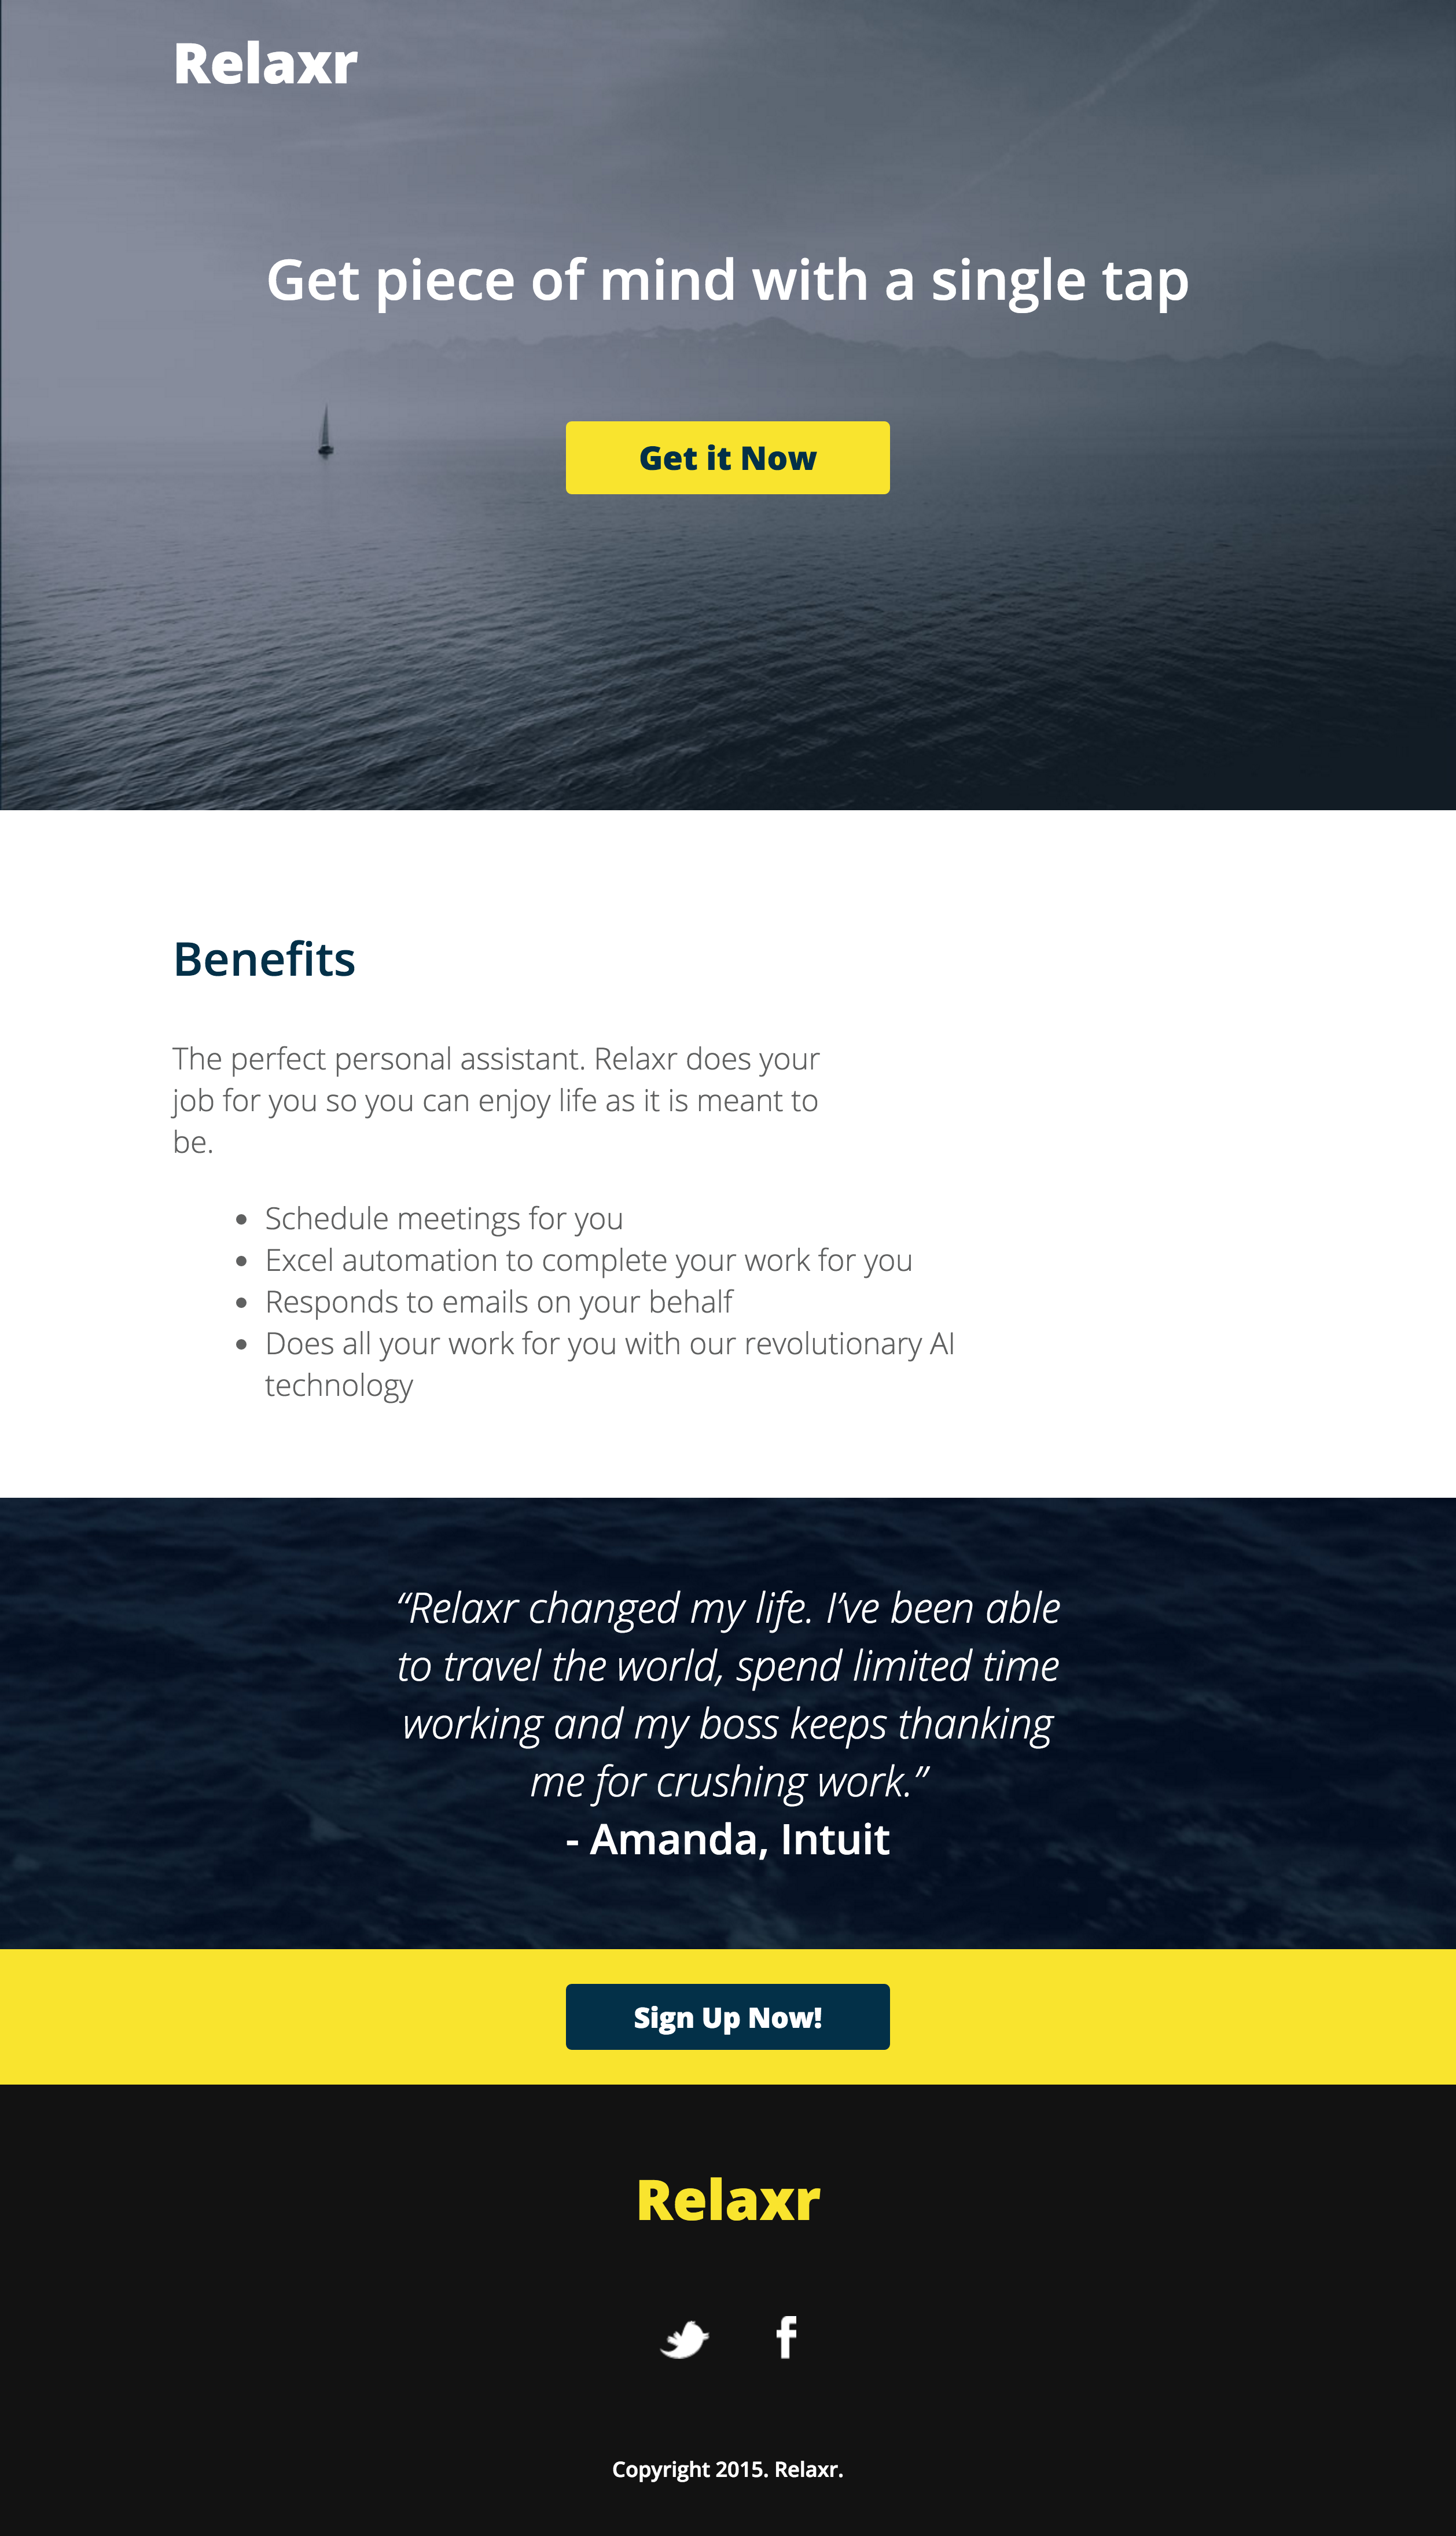 Relaxr
Get piece of mind with a single tap
Get it Now
Benefits
The perfect personal assistant. Relaxr does your
job for you so you can enjoy life as it is meant to
be.
• Schedule meetings for you
• Excel automation to complete your work for you
• Responds to emails on your behalf
• Does all your work for you with our revolutionary AI
technology
“Relaxr changed my life. I’ve been able
to travel the world, spend limited time
working and my boss keeps thanking
me for crushing work.”
- Amanda, Intuit
Sign Up Now!
Relaxr
Copyright 2015. Relaxr.